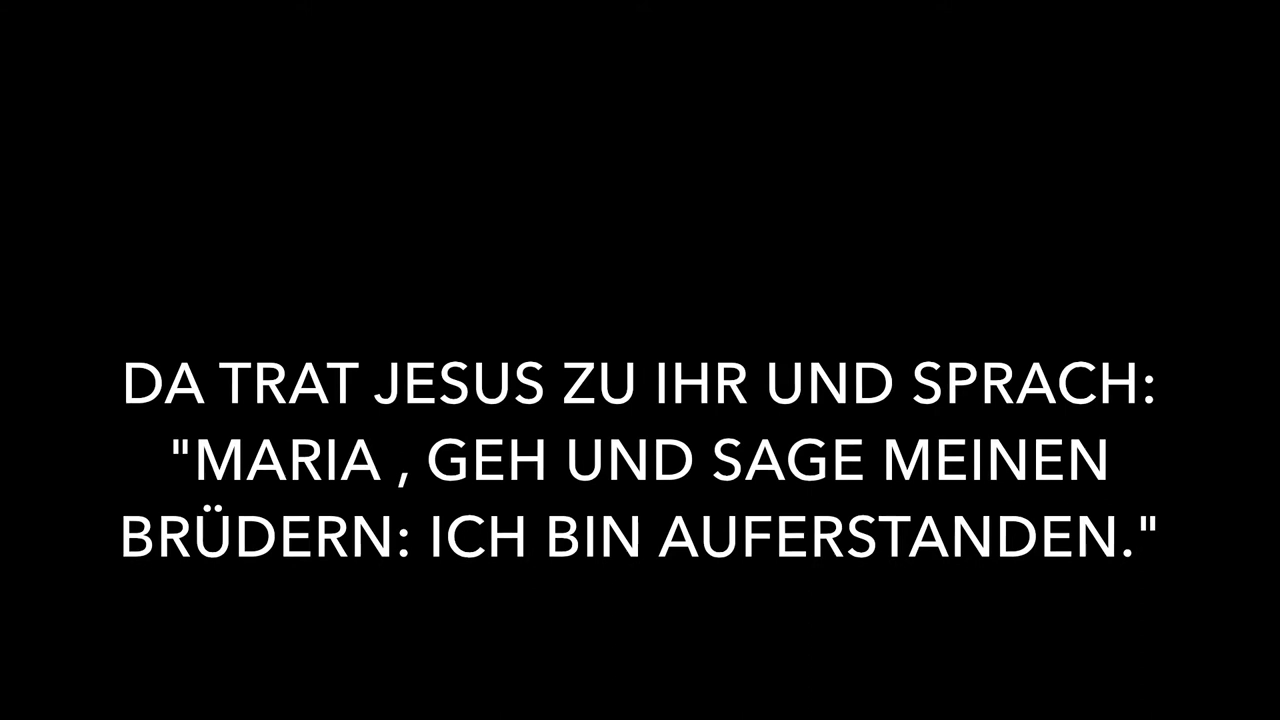 DA TRAT JESUS ZU IHR UND SPRACH:
"MARIA , GEH UND SAGE MEINEN
BRÜDERN: ICH BIN AUFERSTANDEN."